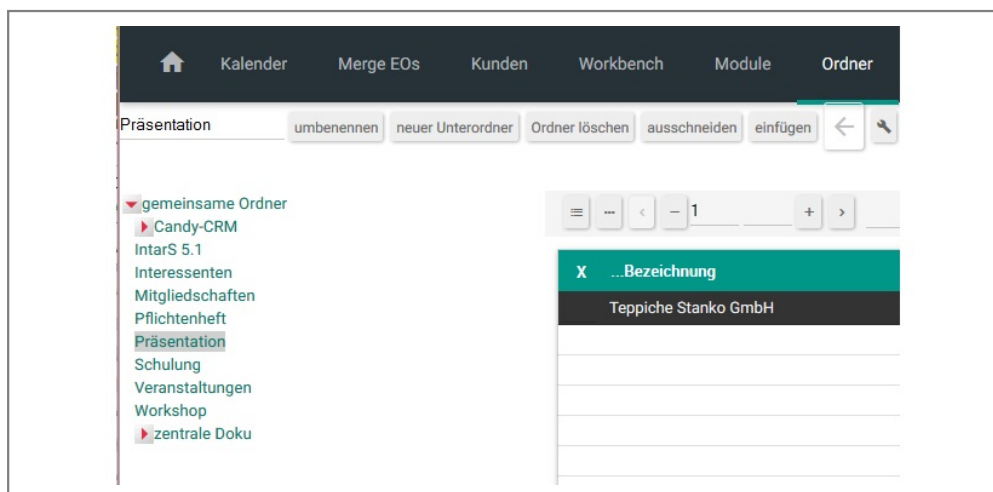 Kalender Merge EOs Kunden Workbench Module Ordner
Präsentation umbenennen neuer Unterordner Ordner löschen ausschneiden einfügen
gemeinsame Ordner
Candy-CRM
IntarS 5.1
Interessenten
Mitgliedschaften
Pflichtenheft
Präsentation
Schulung
Veranstaltungen
Workshop
zentrale Doku
1
X ...Bezeichnung
Teppiche Stanko GmbH